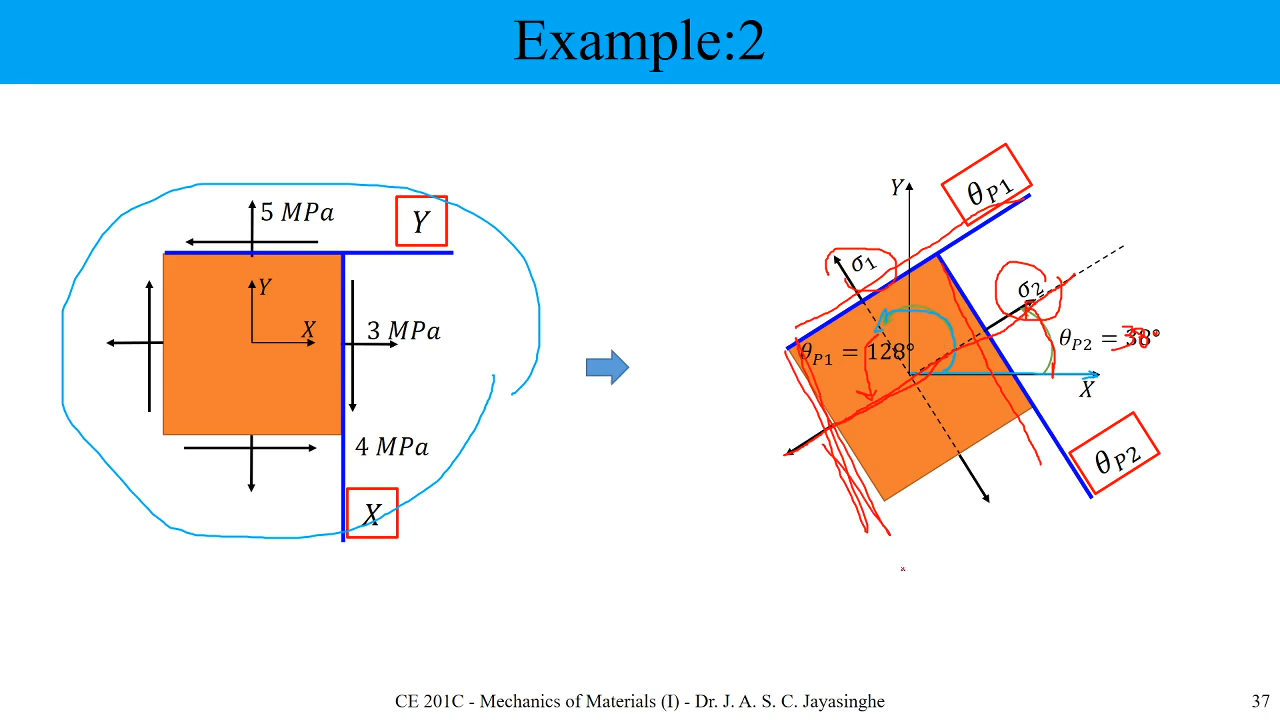 Example:2
5 MPa
Y
Y
X
3 MPa
4 MPa
X
Y
θP1
σ1
σ2
θP1 = 128°
θP2 = 38°
X
θP2
CE 201C - Mechanics of Materials (I) - Dr. J. A. S. C. Jayasinghe
37